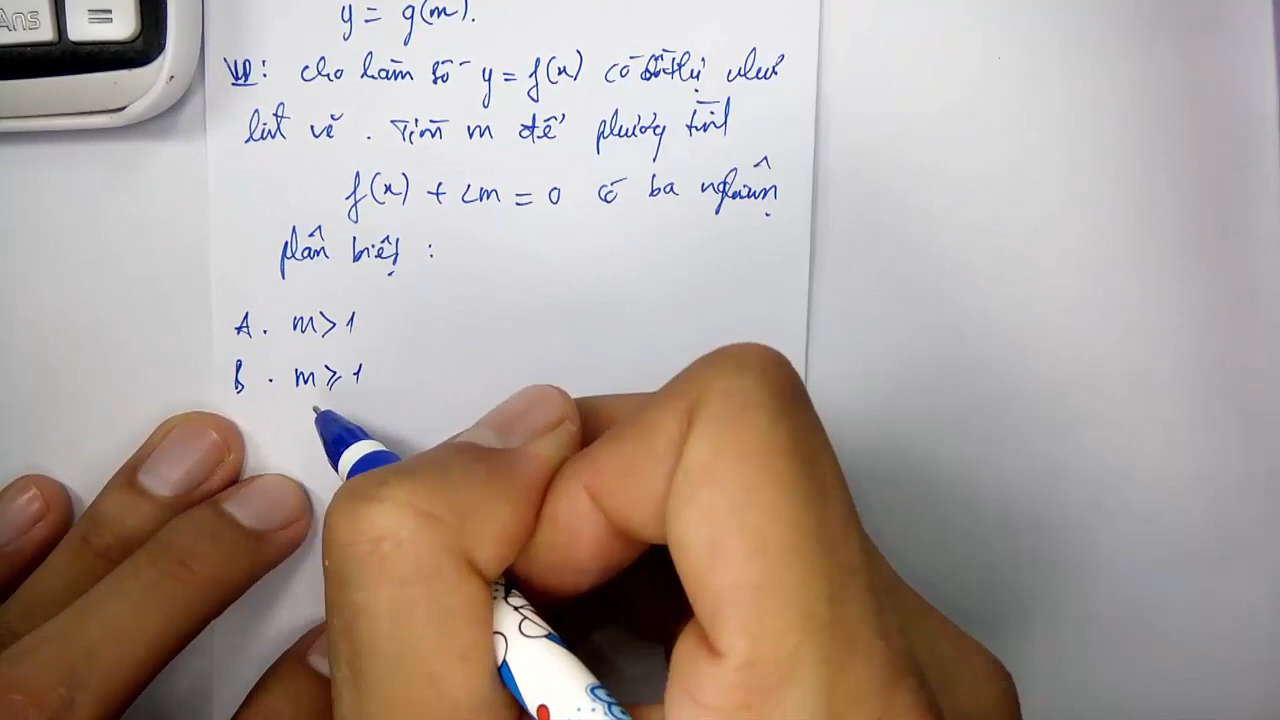 Ans =
y = g(m).
VD: cho hàm số y = f(x) có đồ thị như
hình vẽ. Tìm m để phương trình
f(x) + 2m = 0 có ba nghiệm
phân biệt :
A. m > 1
B. m ≥ 1